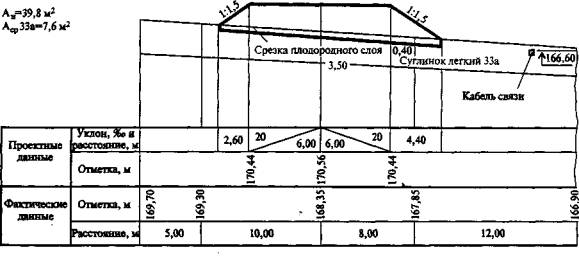 Aн=39,8 м²
Aср33а=7,6 м²
1:1,5
1:1,5
Срезка плодородного слоя
0,40
Суглинок легкий 33а
3,50
166,60
Кабель связи
Проектные данные
Уклон, ‰ и расстояние, м
2,60
20
6,00
6,00
20
4,40
Отметка, м
170,44
170,56
170,44
Фактические данные
Отметка, м
169,70
169,30
168,35
167,85
166,90
Расстояние, м
5,00
10,00
8,00
12,00